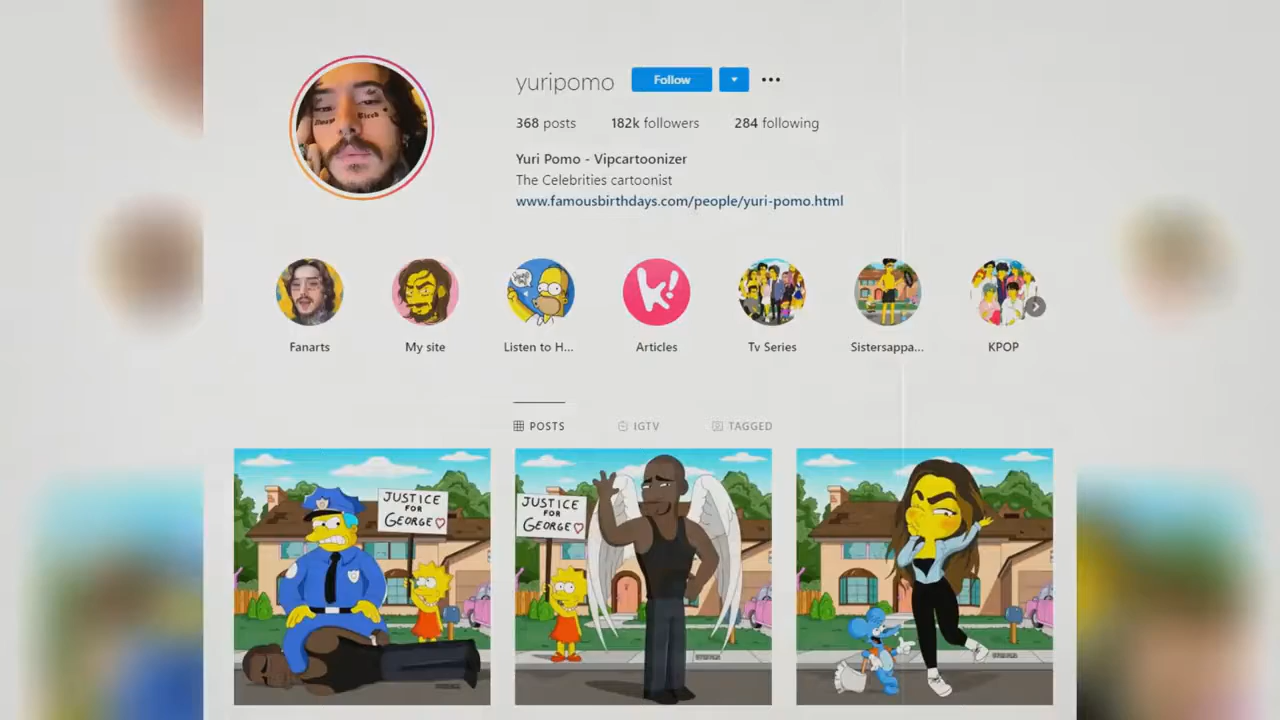 yuripomo Follow
368 posts 182k followers 284 following
Yuri Pomo - Vipcartoonizer
The Celebrities cartoonist
www.famousbirthdays.com/people/yuri-pomo.html
K!
Fanarts My site Listen to H... Articles Tv Series Sistersappa... KPOP
POSTS IGTV TAGGED
JUSTICE
FOR
GEORGE
JUSTICE
FOR
GEORGE